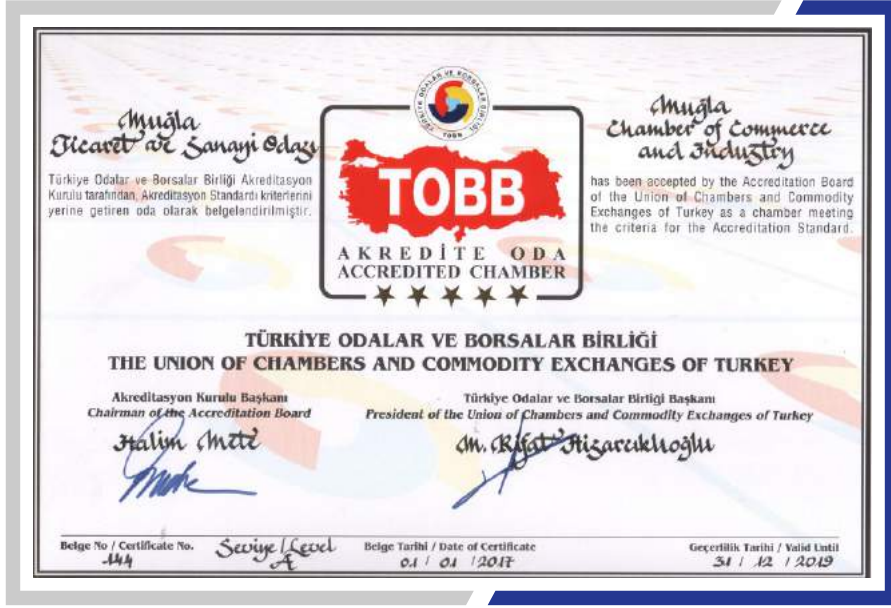 Muğla
Ticaret ve Sanayi Odası
Türkiye Odalar ve Borsalar Birliği Akreditasyon
Kurulu tarafından, Akreditasyon Standardı kriterlerini
yerine getiren oda olarak belgelendirilmiştir.
TÜRKİYE ODALAR VE BORSALAR BİRLİĞİ
TOBB
TOBB
AKREDİTE ODA
ACCREDITED CHAMBER
Muğla
Chamber of Commerce
and Industry
has been accepted by the Accreditation Board
of the Union of Chambers and Commodity
Exchanges of Turkey as a chamber meeting
the criteria for the Accreditation Standard.
TÜRKİYE ODALAR VE BORSALAR BİRLİĞİ
THE UNION OF CHAMBERS AND COMMODITY EXCHANGES OF TURKEY
Akreditasyon Kurulu Başkanı
Chairman of the Accreditation Board
Halim Mete
Türkiye Odalar ve Borsalar Birliği Başkanı
President of the Union of Chambers and Commodity Exchanges of Turkey
M. Rifat Hisarcıklıoğlu
Belge No / Certificate No.
144
Seviye / Level
A
Belge Tarihi / Date of Certificate
01 / 01 / 2017
Geçerlilik Tarihi / Valid Until
31 / 12 / 2019